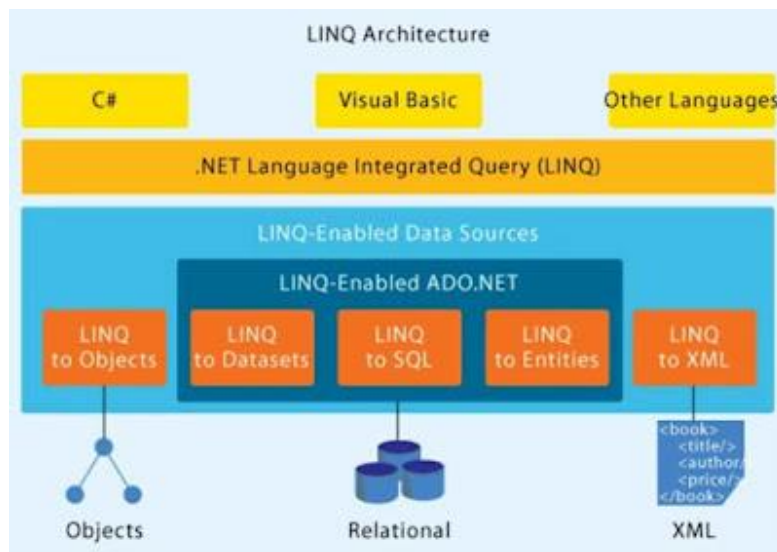 LINQ Architecture
C#
Visual Basic
Other Languages
.NET Language Integrated Query (LINQ)
LINQ-Enabled Data Sources
LINQ-Enabled ADO.NET
LINQ
to Objects
LINQ
to Datasets
LINQ
to SQL
LINQ
to Entities
LINQ
to XML
<book>
<title/>
<author/
<price/>
</book>
Objects
Relational
XML